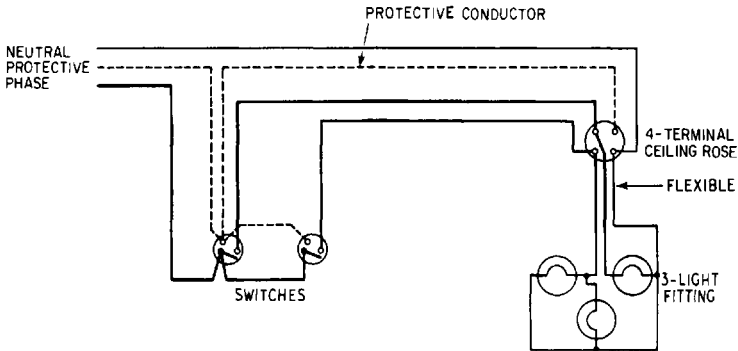 PROTECTIVE CONDUCTOR
NEUTRAL
PROTECTIVE
PHASE
4-TERMINAL
CEILING ROSE
FLEXIBLE
3-LIGHT
FITTING
SWITCHES